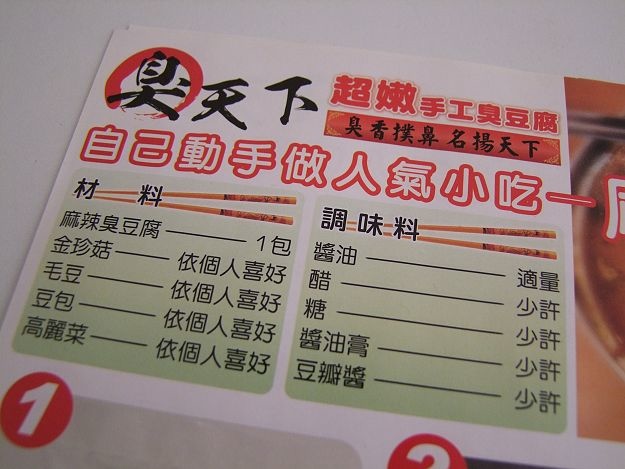 臭天下
超嫩手工臭豆腐
臭香撲鼻 名揚天下
自己動手做人氣小吃一麻
材料
麻辣臭豆腐 1包
金珍菇 依個人喜好
毛豆 依個人喜好
豆包 依個人喜好
高麗菜 依個人喜好
調味料
醬油 適量
醋 少許
糖 少許
醬油膏 少許
豆瓣醬 少許
1
2